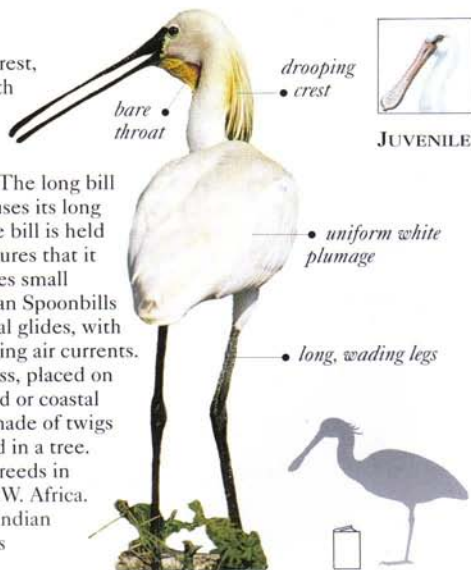 rest,
th
The long bill
uses its long
e bill is held
ures that it
es small
an Spoonbills
al glides, with
ing air currents.
ss, placed on
d or coastal
nade of twigs
d in a tree.
reeds in
W. Africa.
ndian
s
bare
throat
drooping
crest
JUVENILE
uniform white
plumage
long, wading legs